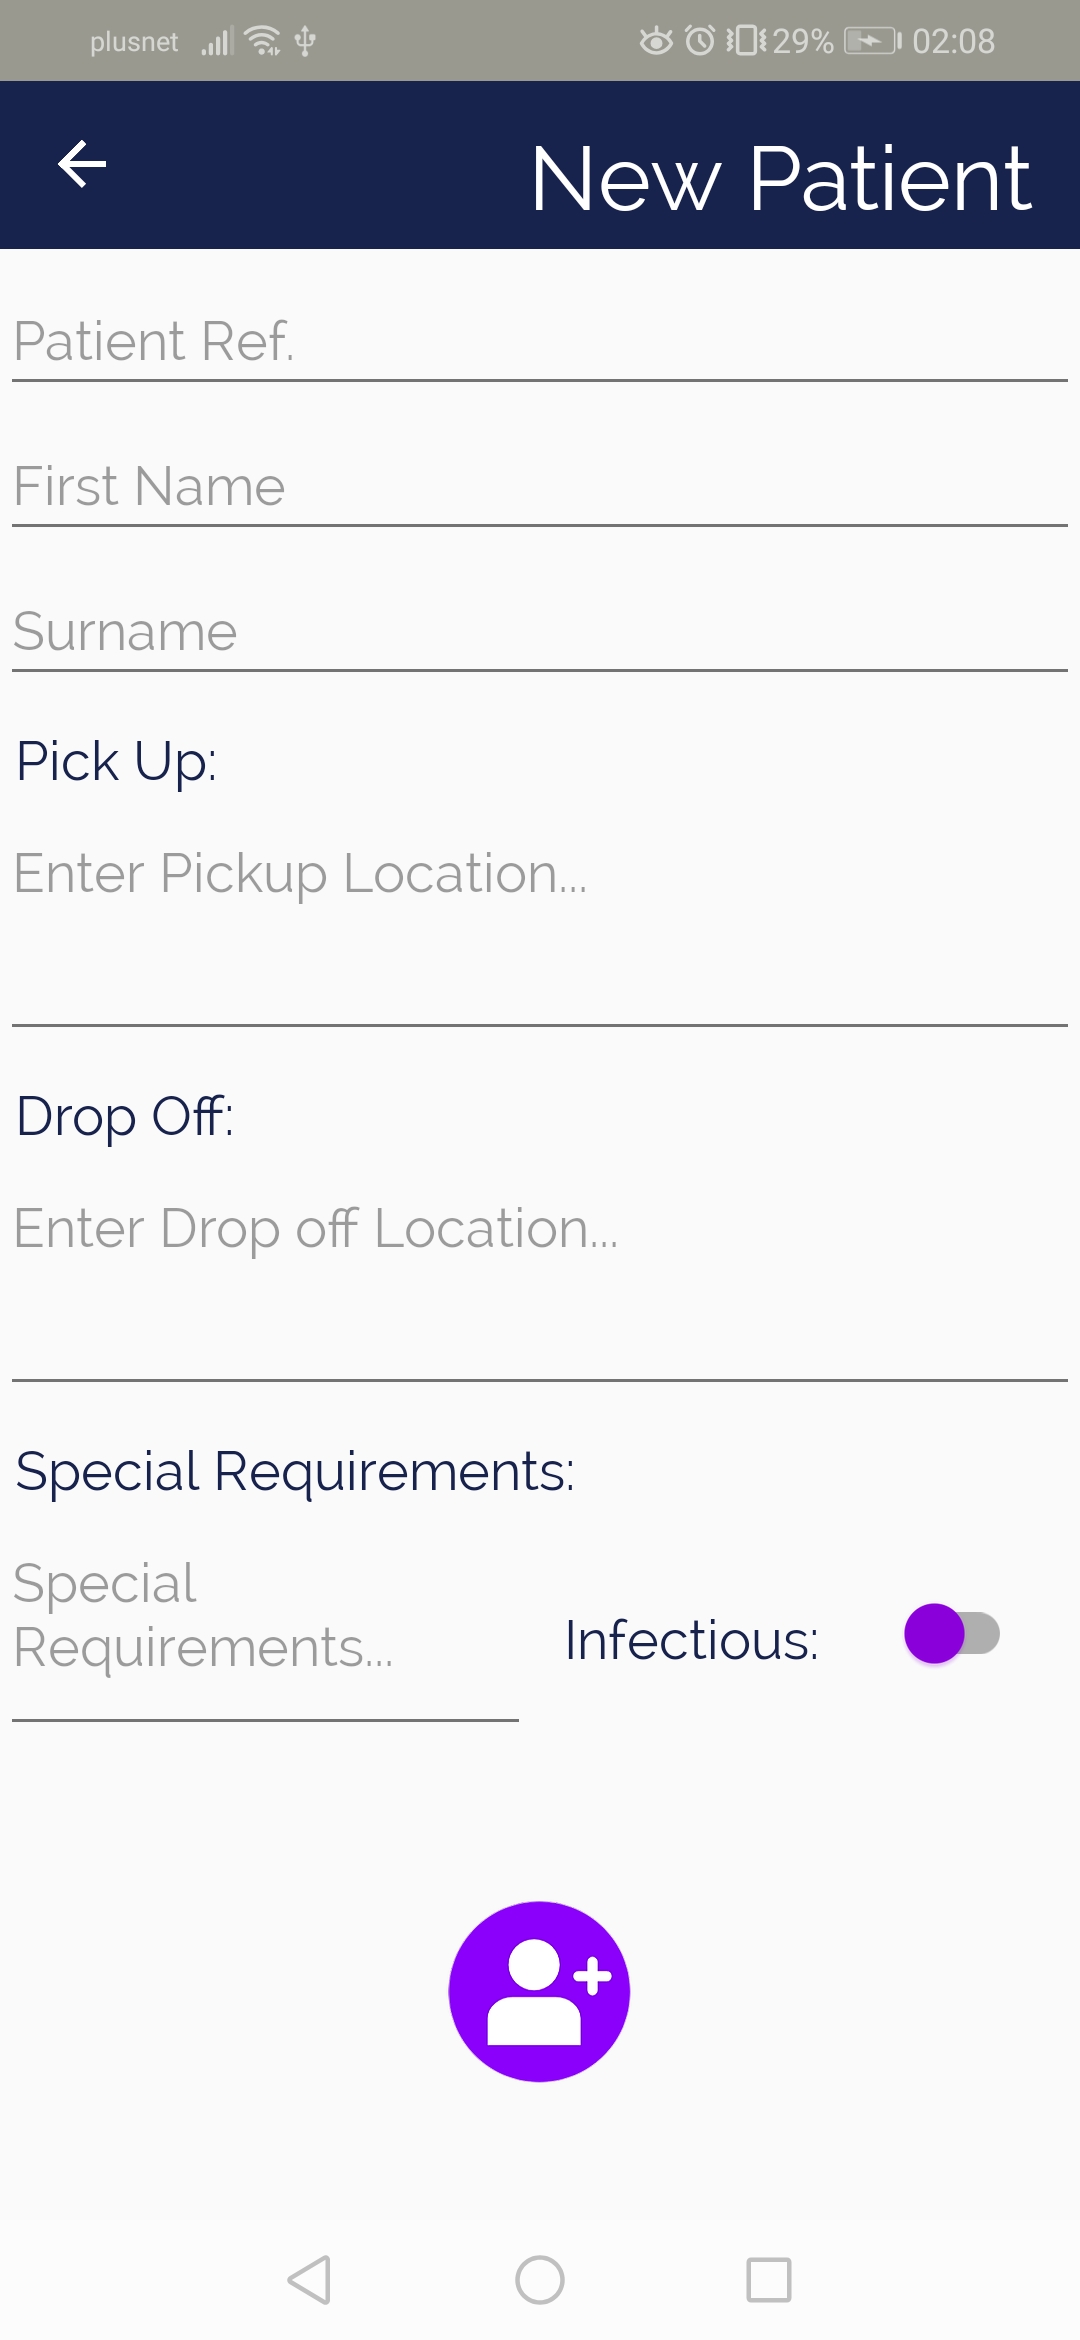 plusnet 29% 02:08
New Patient
Patient Ref.
First Name
Surname
Pick Up:
Enter Pickup Location...
Drop Off:
Enter Drop off Location...
Special Requirements:
Special
Requirements...
Infectious: